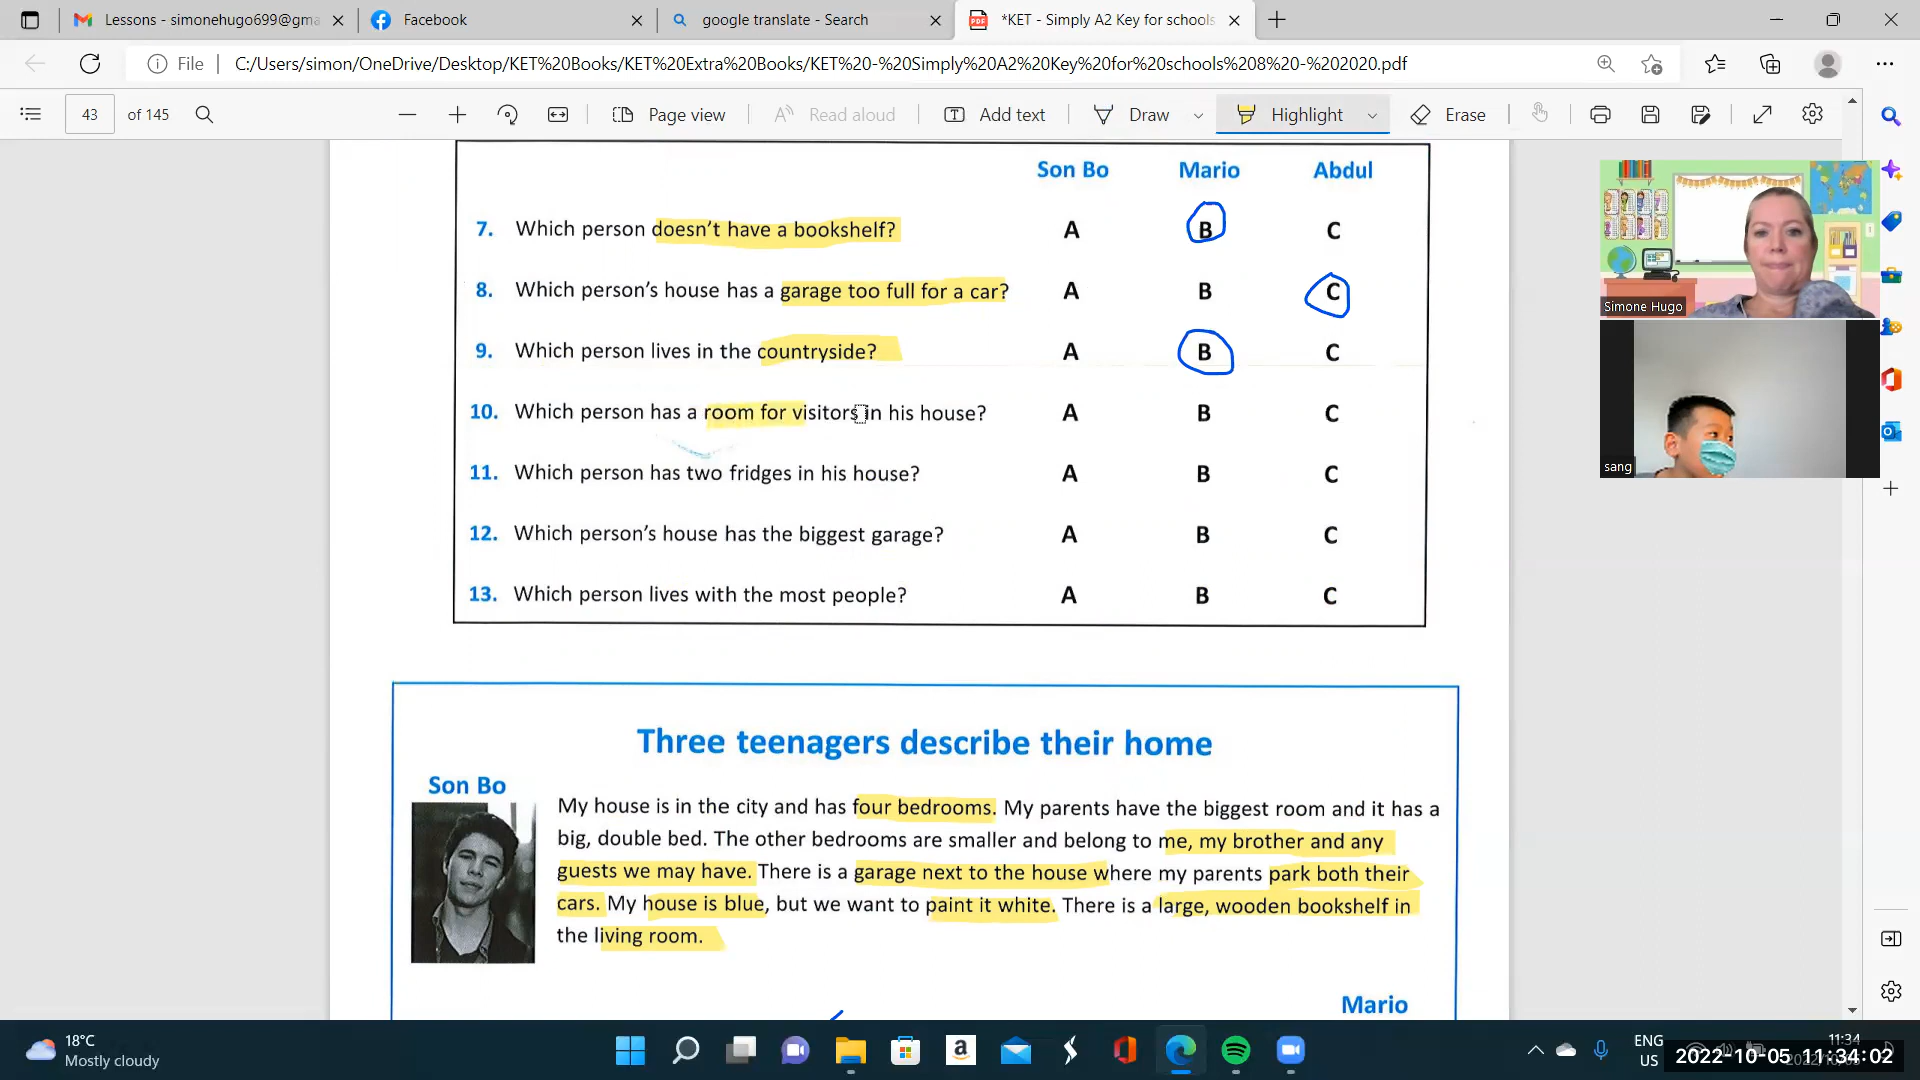 Lessons - simonehugo699@gma
Facebook
google translate - Search
*KET - Simply A2 Key for schools
File
C:/Users/simon/OneDrive/Desktop/KET%20Books/KET%20Extra%20Books/KET%20-%20Simply%20A2%20Key%20for%20schools%208%20-%202020.pdf
43 of 145
Page view
Read aloud
Add text
Draw
Highlight
Erase
Son Bo Mario Abdul
7. Which person doesn't have a bookshelf? A B C
8. Which person's house has a garage too full for a car? A B C
9. Which person lives in the countryside? A B C
10. Which person has a room for visitors in his house? A B C
11. Which person has two fridges in his house? A B C
12. Which person's house has the biggest garage? A B C
13. Which person lives with the most people? A B C
Simone Hugo
sang
Three teenagers describe their home
Son Bo
My house is in the city and has four bedrooms. My parents have the biggest room and it has a
big, double bed. The other bedrooms are smaller and belong to me, my brother and any
guests we may have. There is a garage next to the house where my parents park both their
cars. My house is blue, but we want to paint it white. There is a large, wooden bookshelf in
the living room.
Mario
18°C
Mostly cloudy
ENG
US
11:34
2022-10-05 11:34:02